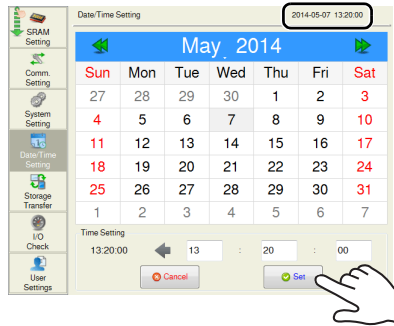 SRAM
Setting
Comm.
Setting
System
Setting
Date/Time
Setting
Storage
Transfer
I/O
Check
User
Settings
Date/Time Setting 2014-05-07 13:20:00
May, 2014
Sun Mon Tue Wed Thu Fri Sat
27 28 29 30 1 2 3
4 5 6 7 8 9 10
11 12 13 14 15 16 17
18 19 20 21 22 23 24
25 26 27 28 29 30 31
1 2 3 4 5 6 7
Time Setting
13:20:00 13 : 20 : 00
Cancel Set